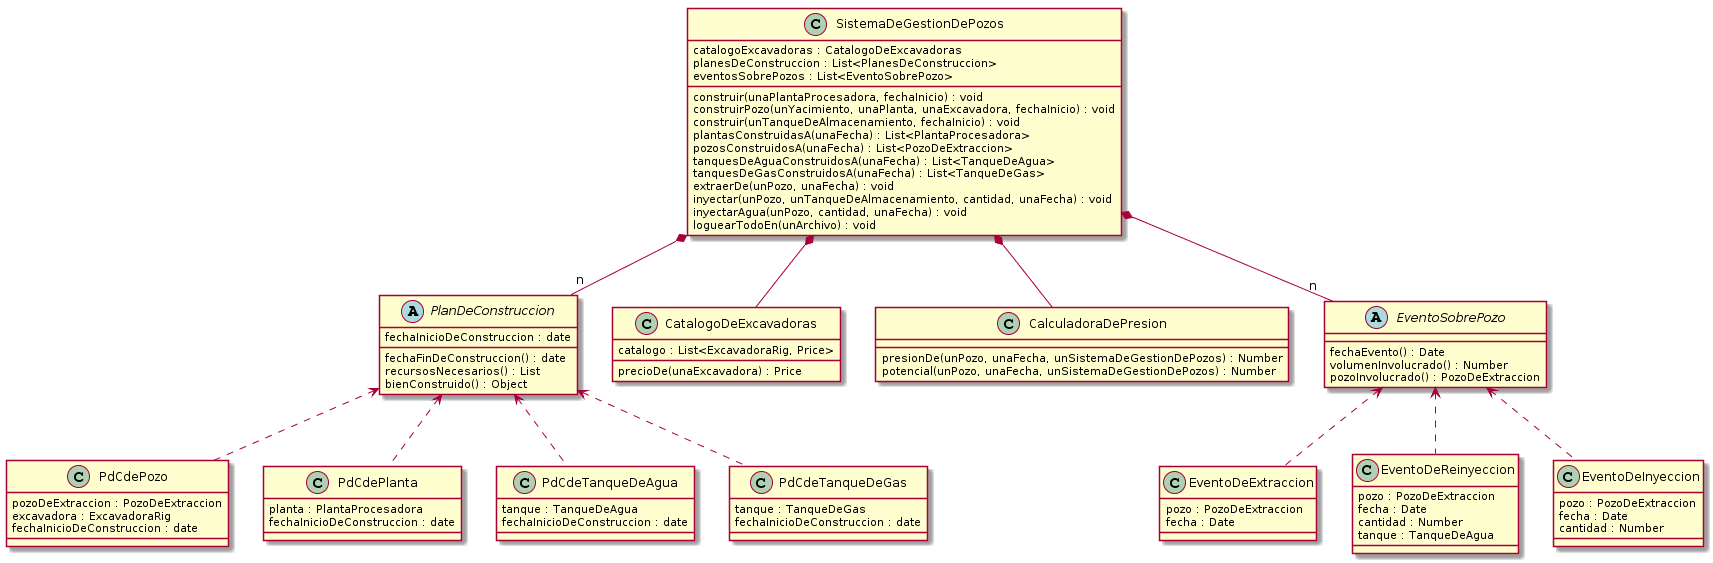 C SistemaDeGestionDePozos
catalogoExcavadoras : CatalogoDeExcavadoras
planesDeConstruccion : List<PlanesDeConstruccion>
eventosSobrePozos : List<EventoSobrePozo>
construir(unaPlantaProcesadora, fechaInicio) : void
construirPozo(unYacimiento, unaPlanta, unaExcavadora, fechaInicio) : void
construir(unTanqueDeAlmacenamiento, fechaInicio) : void
plantasConstruidasA(unaFecha) : List<PlantaProcesadora>
pozosConstruidosA(unaFecha) : List<PozoDeExtraccion>
tanquesDeAguaConstruidosA(unaFecha) : List<TanqueDeAgua>
tanquesDeGasConstruidosA(unaFecha) : List<TanqueDeGas>
extraerDe(unPozo, unaFecha) : void
inyectar(unPozo, unTanqueDeAlmacenamiento, cantidad, unaFecha) : void
inyectarAgua(unPozo, cantidad, unaFecha) : void
loguearTodoEn(unArchivo) : void
n
n
A PlanDeConstruccion
fechaInicioDeConstruccion : date
fechaFinDeConstruccion() : date
recursosNecesarios() : List
bienConstruido() : Object
C CatalogoDeExcavadoras
catalogo : List<ExcavadoraRig, Price>
precioDe(unaExcavadora) : Price
C CalculadoraDePresion
presionDe(unPozo, unaFecha, unSistemaDeGestionDePozos) : Number
potencial(unPozo, unaFecha, unSistemaDeGestionDePozos) : Number
A EventoSobrePozo
fechaEvento() : Date
volumenInvolucrado() : Number
pozoInvolucrado() : PozoDeExtraccion
C PdCdePozo
pozoDeExtraccion : PozoDeExtraccion
excavadora : ExcavadoraRig
fechaInicioDeConstruccion : date
C PdCdePlanta
planta : PlantaProcesadora
fechaInicioDeConstruccion : date
C PdCdeTanqueDeAgua
tanque : TanqueDeAgua
fechaInicioDeConstruccion : date
C PdCdeTanqueDeGas
tanque : TanqueDeGas
fechaInicioDeConstruccion : date
C EventoDeExtraccion
pozo : PozoDeExtraccion
fecha : Date
C EventoDeReinyeccion
pozo : PozoDeExtraccion
fecha : Date
cantidad : Number
tanque : TanqueDeAgua
C EventoDeInyeccion
pozo : PozoDeExtraccion
fecha : Date
cantidad : Number